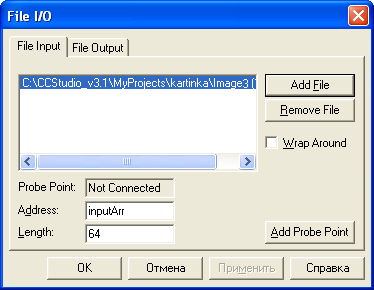 File I/O
File Input File Output
C:\CCStudio_v3.1\MyProjects\kartinka\Image3 (
Add File
Remove File
Wrap Around
Probe Point: Not Connected
Address: inputArr
Length: 64
Add Probe Point
OK Отмена Применить Справка